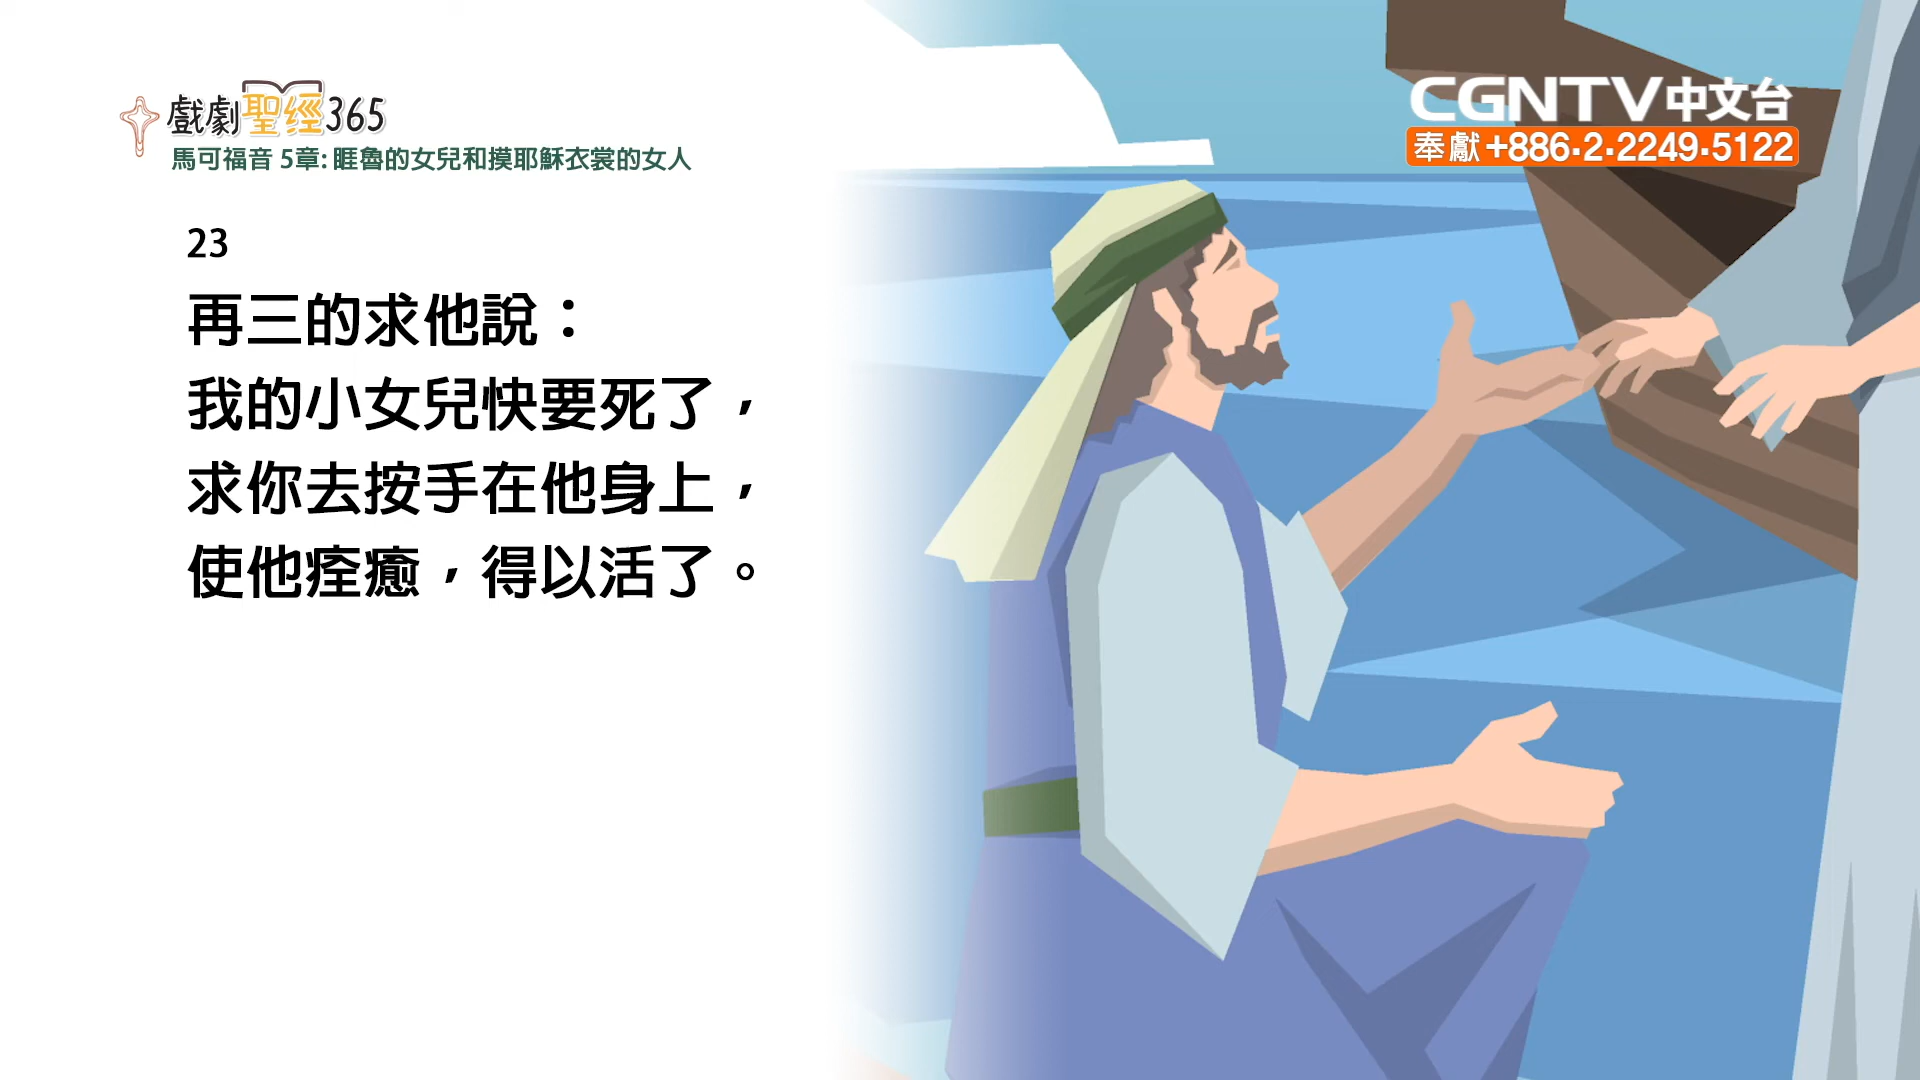 戲劇聖經365
馬可福音 5章: 睚魯的女兒和摸耶穌衣裳的女人
CGNTV中文台
奉獻 +886·2·2249·5122
23
再三的求他說：
我的小女兒快要死了，
求你去按手在他身上，
使他痊癒，得以活了。